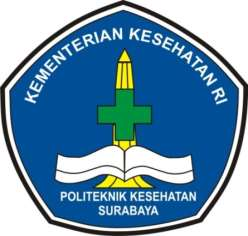 KEMENTERIAN KESEHATAN RI
POLITEKNIK KESEHATAN
SURABAYA